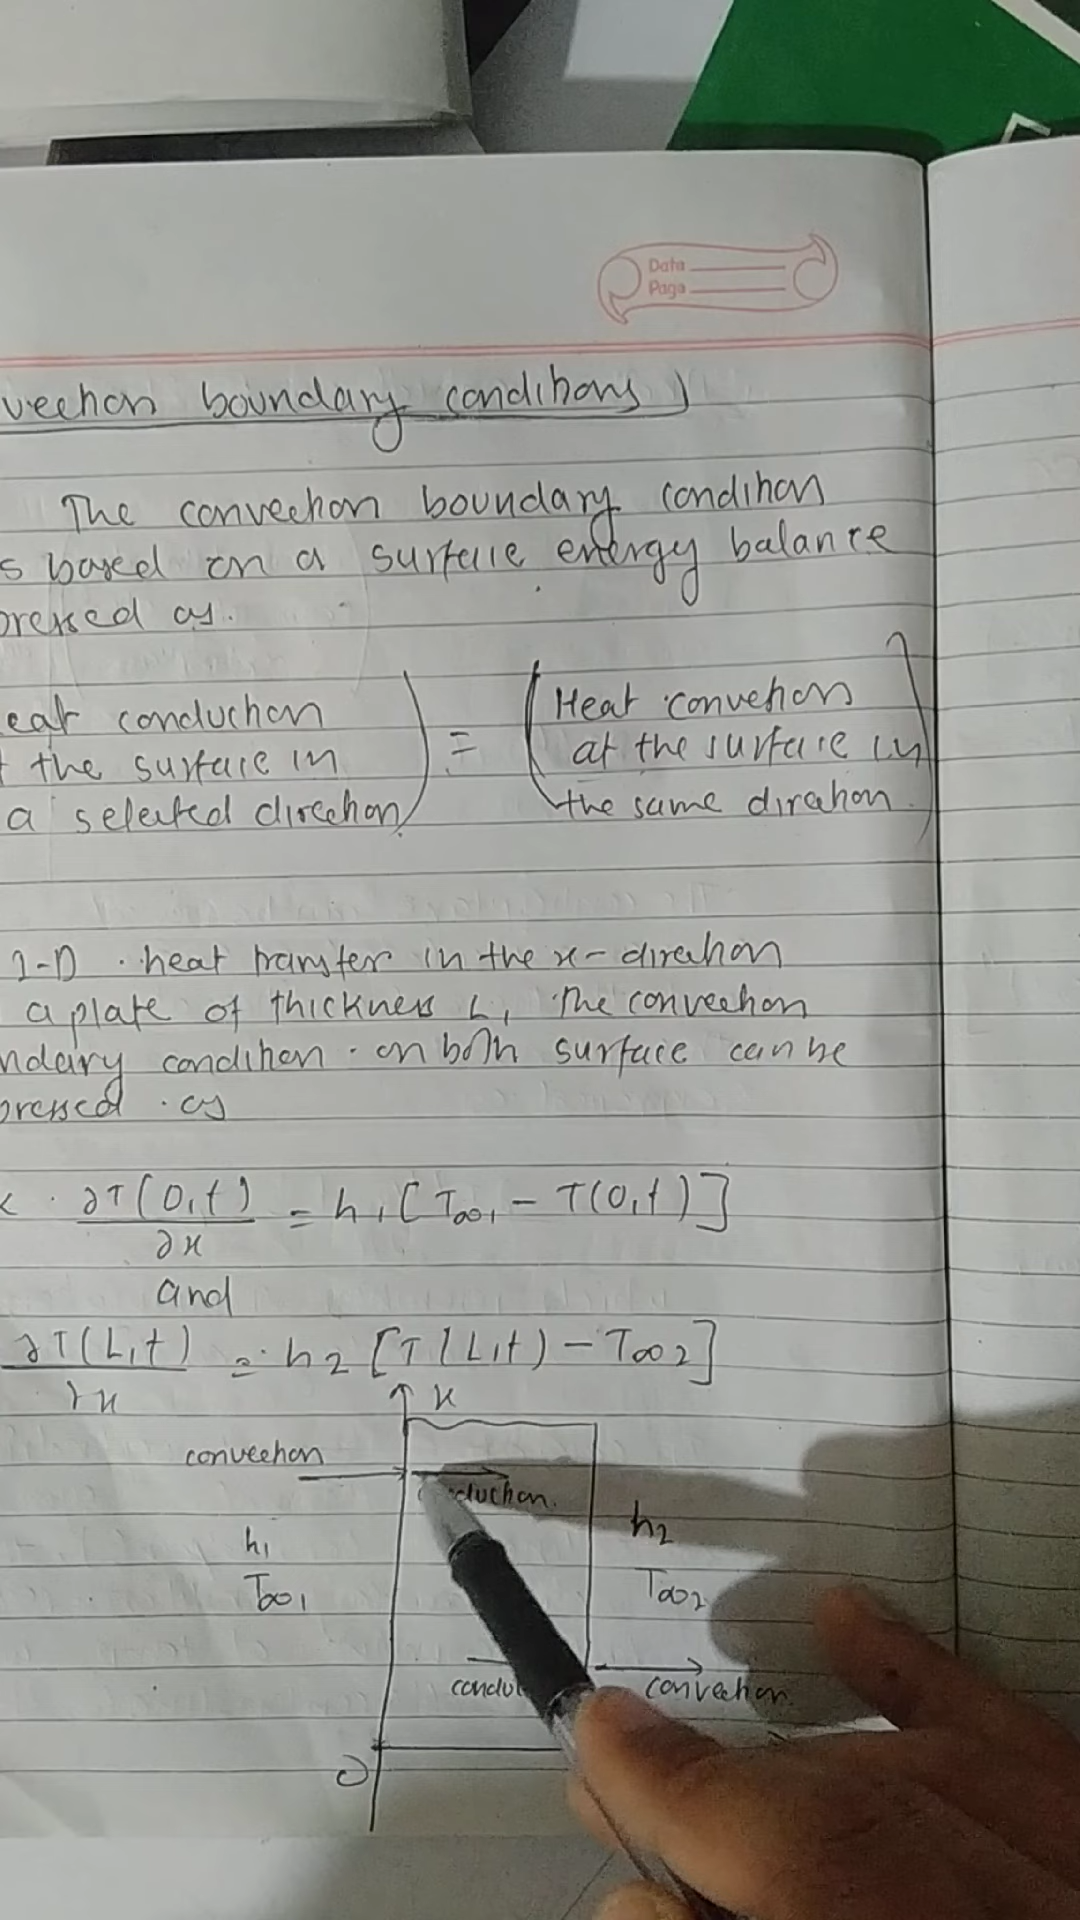 Date
Page
vection boundary conditions)
The convection boundary condition
s based on a surface energy balance
pressed as.
eat conduction
t the surface in
a selected direction
=
Heat convetion
at the surface in
the same direction.
1-D heat transfer in the x-direction
a plate of thickness L, The convection
ndary condition on both surface can be
pressed as
∂T(0,t)/∂x = h1[T∞1 - T(0,t)]
and
∂T(L,t)/∂x = h2[T(L,t) - T∞2]
x
convection
h1
T∞1
h2
T∞2
convection.
0